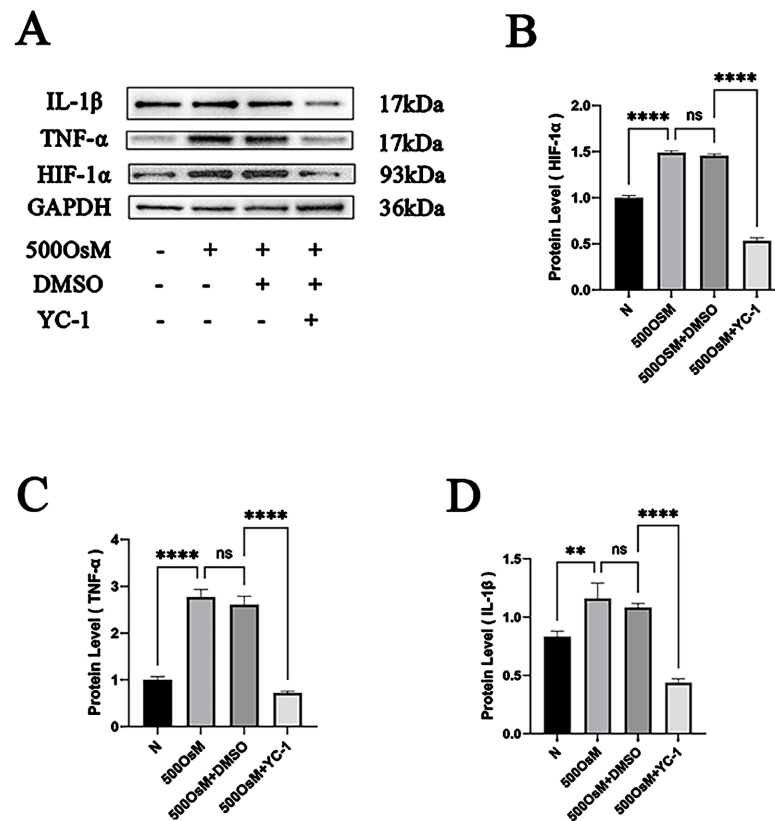 A
IL-1β 17kDa
TNF-α 17kDa
HIF-1α 93kDa
GAPDH 36kDa
500OsM - + + +
DMSO - - + +
YC-1 - - - +
B
**** ns ****
Protein Level ( HIF-1α)
1.5
1.0
0.5
0.0
N
500OSM
500OSM+DMSO
500OsM+YC-1
C
**** ns ****
Protein Level ( TNF-α)
4
3
2
1
0
N
500OsM
500OsM+DMSO
500OsM+YC-1
D
** ns ****
Protein Level ( IL-1β)
1.5
1.0
0.5
0.0
N
500OsM
500OsM+DMSO
500OsM+YC-1